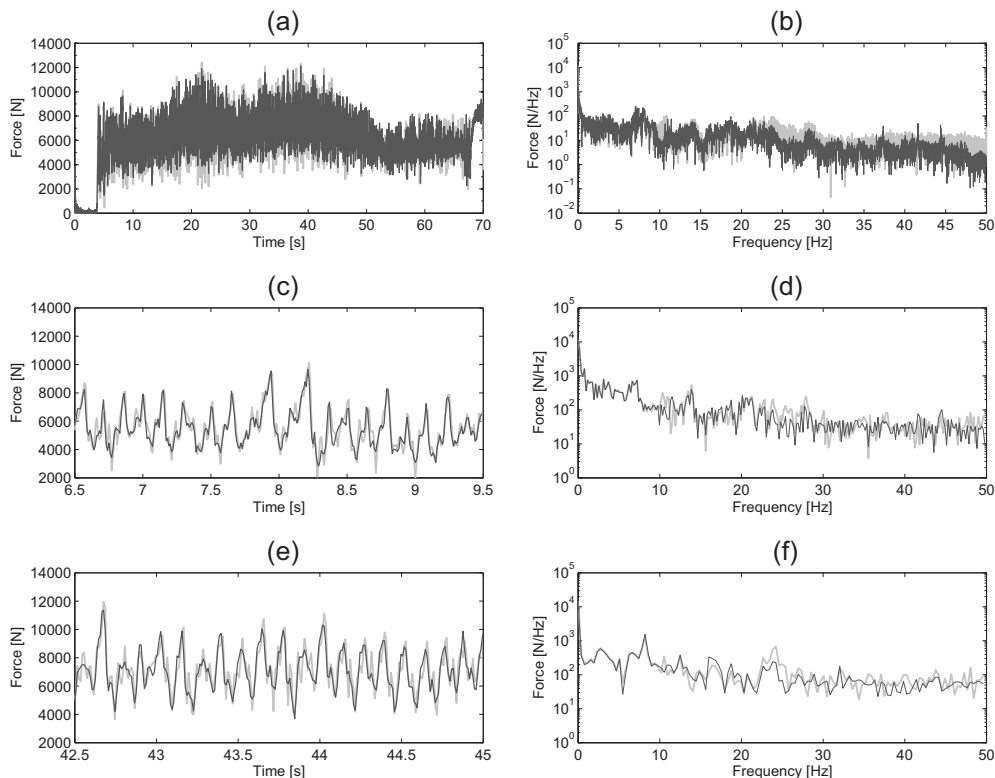 (a)
14000
12000
10000
8000
6000
4000
2000
0
Force [N]
0 10 20 30 40 50 60 70
Time [s]
(b)
10^5
10^4
10^3
10^2
10^1
10^0
10^−1
10^−2
Force [N/Hz]
0 5 10 15 20 25 30 35 40 45 50
Frequency [Hz]
(c)
14000
12000
10000
8000
6000
4000
2000
Force [N]
6.5 7 7.5 8 8.5 9 9.5
Time [s]
(d)
10^5
10^4
10^3
10^2
10^1
10^0
Force [N/Hz]
0 10 20 30 40 50
Frequency [Hz]
(e)
14000
12000
10000
8000
6000
4000
2000
Force [N]
42.5 43 43.5 44 44.5 45
Time [s]
(f)
10^5
10^4
10^3
10^2
10^1
10^0
Force [N/Hz]
0 10 20 30 40 50
Frequency [Hz]